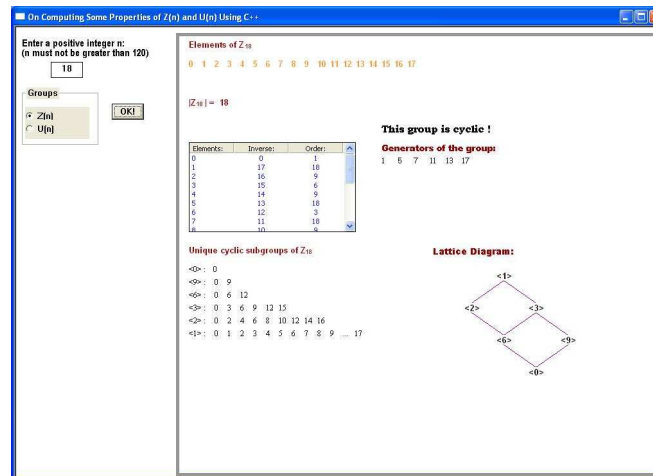 On Computing Some Properties of Z(n) and U(n) Using C++
Enter a positive integer n:
(n must not be greater than 120)
18
Groups
Z(n)
U(n)
OK!
Elements of Z₁₈
0 1 2 3 4 5 6 7 8 9 10 11 12 13 14 15 16 17
|Z₁₈| = 18
This group is cyclic !
Generators of the group:
1 5 7 11 13 17
Elements: Inverse: Order:
0 0 1
1 17 18
2 16 9
3 15 6
4 14 9
5 13 18
6 12 3
7 11 18
8 10 9
Unique cyclic subgroups of Z₁₈
<0> : 0
<9> : 0 9
<6> : 0 6 12
<3> : 0 3 6 9 12 15
<2> : 0 2 4 6 8 10 12 14 16
<1> : 0 1 2 3 4 5 6 7 8 9 ... 17
Lattice Diagram:
<1>
<2> <3>
<6> <9>
<0>